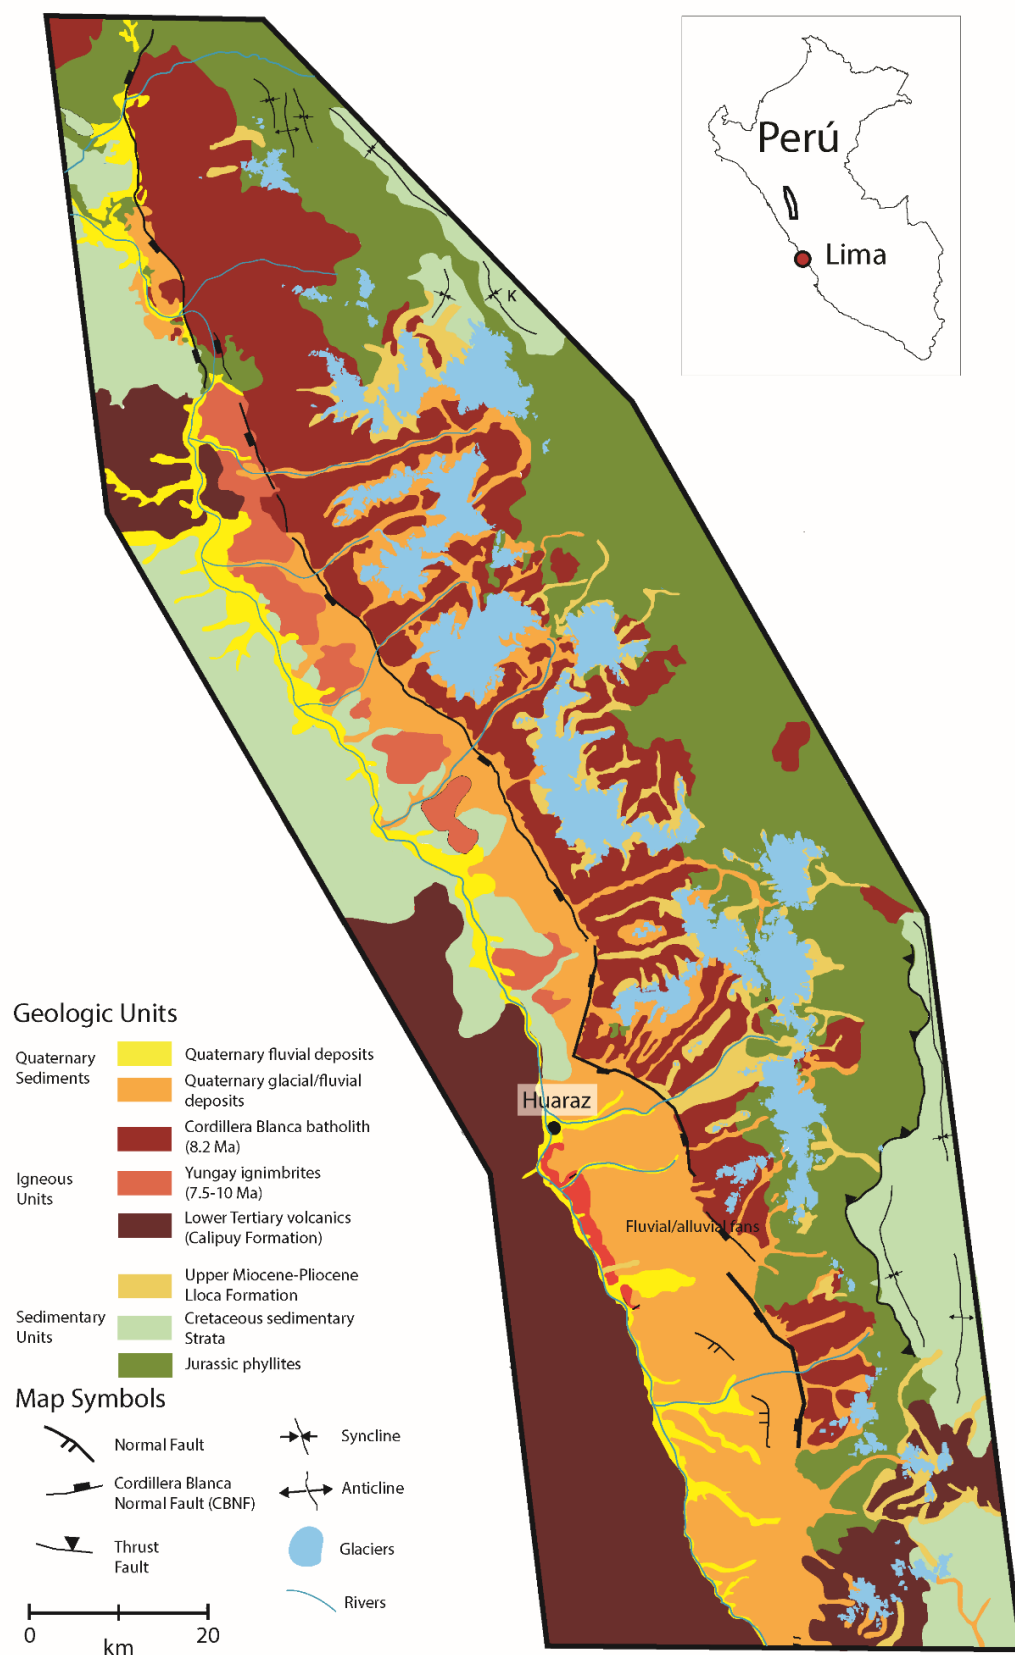 Perú
Lima
K
Huaraz
Fluvial/alluvial fans
Geologic Units
Quaternary
Sediments
Quaternary fluvial deposits
Quaternary glacial/fluvial
deposits
Igneous
Units
Cordillera Blanca batholith
(8.2 Ma)
Yungay ignimbrites
(7.5-10 Ma)
Lower Tertiary volcanics
(Calipuy Formation)
Sedimentary
Units
Upper Miocene-Pliocene
Lloca Formation
Cretaceous sedimentary
Strata
Jurassic phyllites
Map Symbols
Normal Fault
Cordillera Blanca
Normal Fault (CBNF)
Thrust
Fault
Syncline
Anticline
Glaciers
Rivers
0
20
km